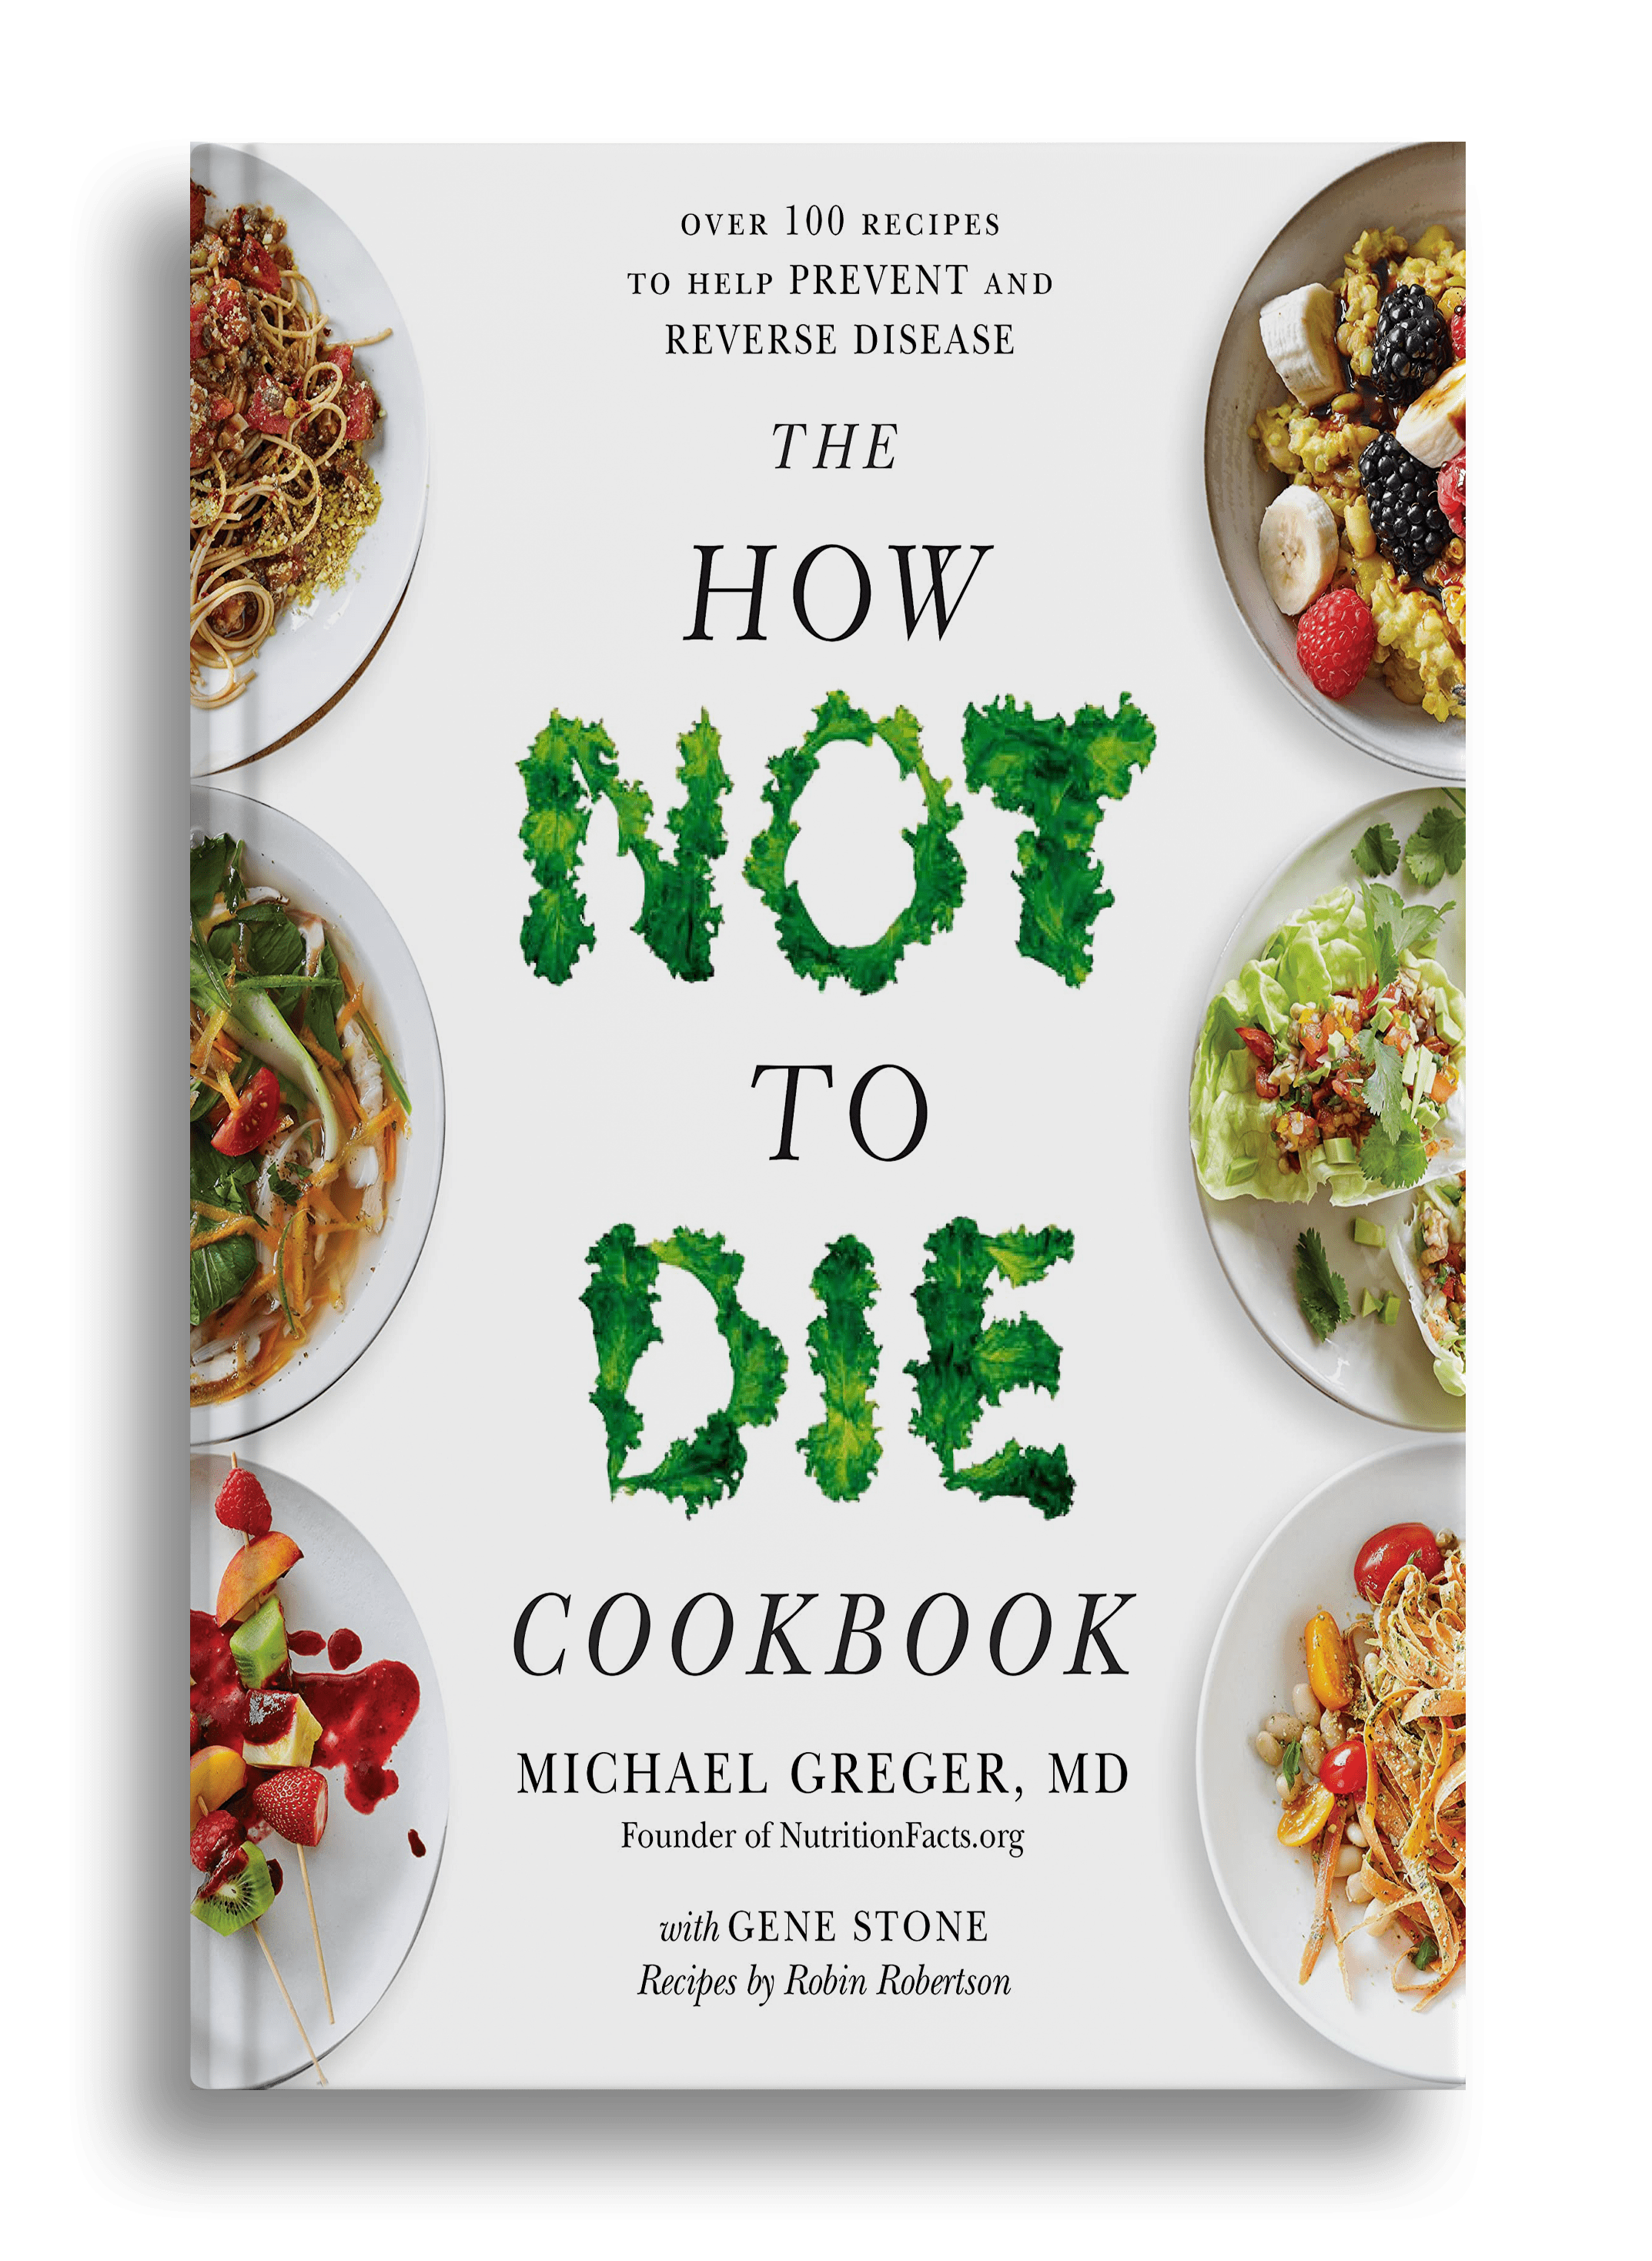 OVER 100 RECIPES
TO HELP PREVENT AND
REVERSE DISEASE
THE
HOW
NOT
TO
DIE
COOKBOOK
MICHAEL GREGER, MD
Founder of NutritionFacts.org
with GENE STONE
Recipes by Robin Robertson